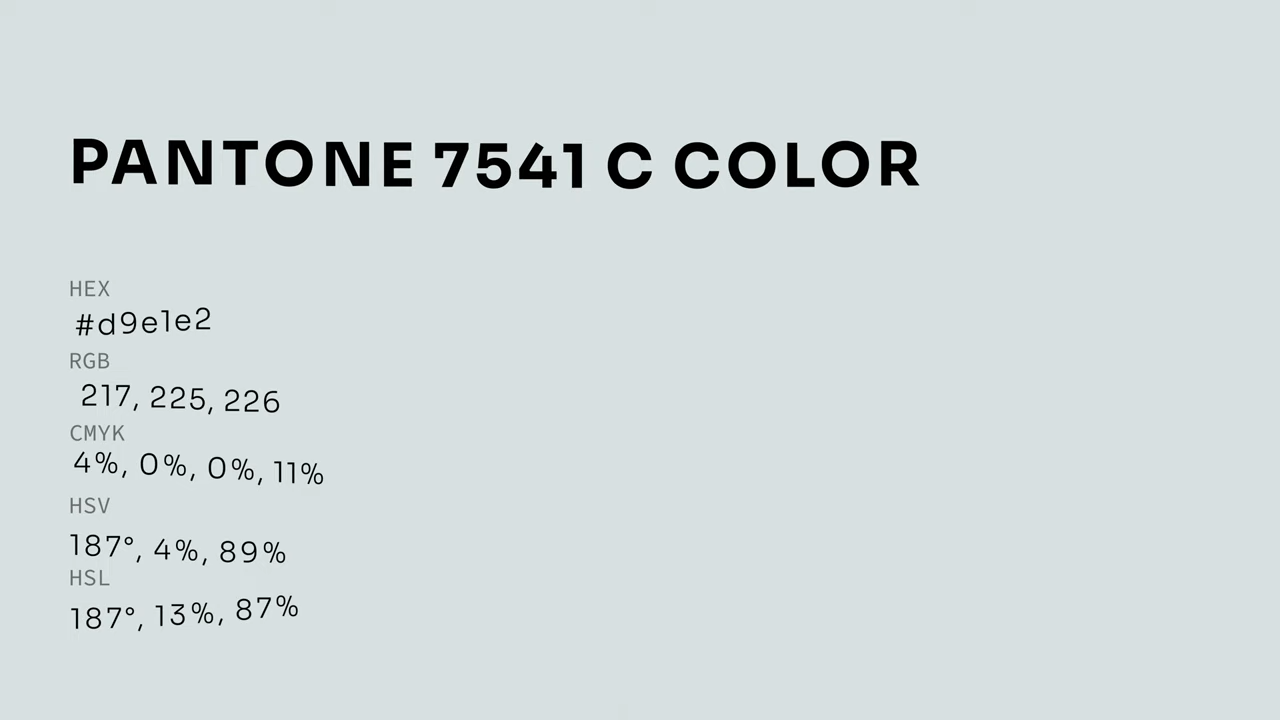 PANTONE 7541 C COLOR
HEX
#d9e1e2
RGB
217, 225, 226
CMYK
4%, 0%, 0%, 11%
HSV
187°, 4%, 89%
HSL
187°, 13%, 87%